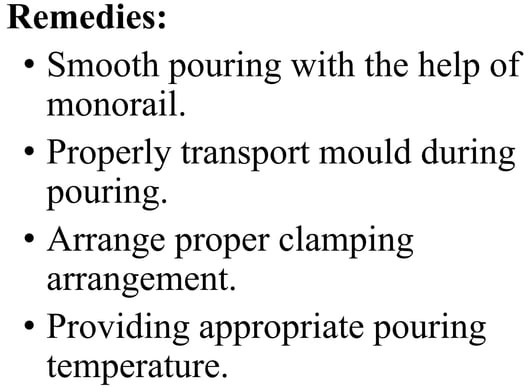 Remedies:
• Smooth pouring with the help of
monorail.
• Properly transport mould during
pouring.
• Arrange proper clamping
arrangement.
• Providing appropriate pouring
temperature.